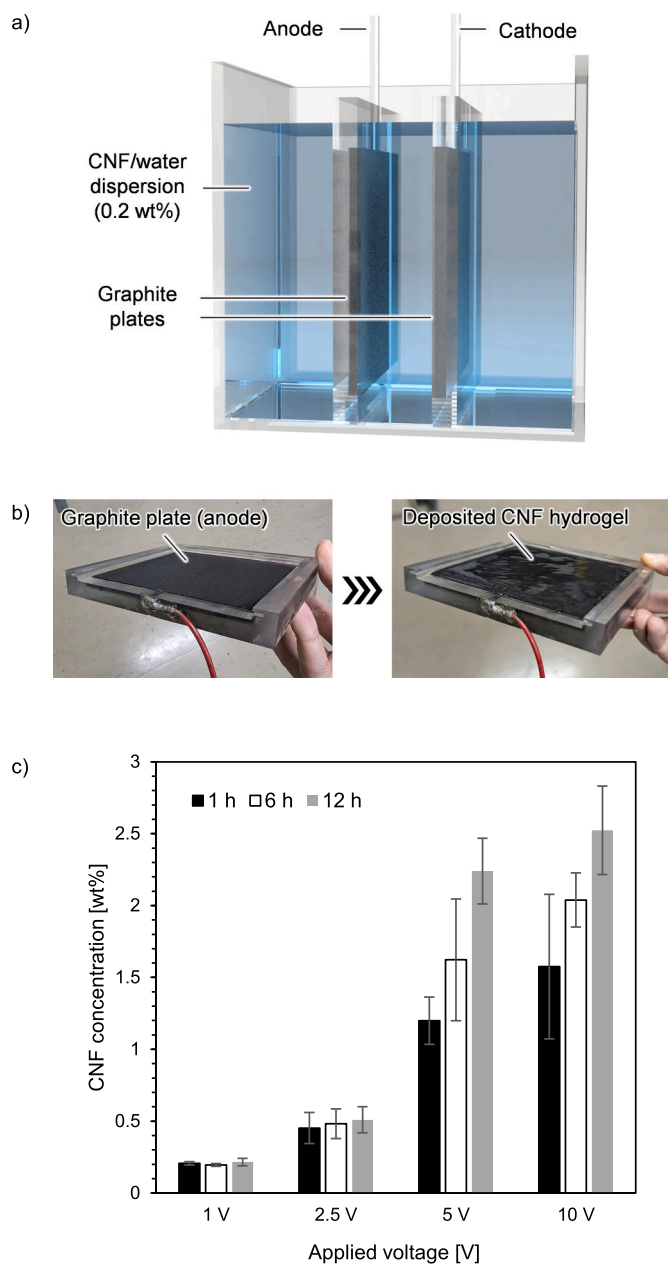 a)
Anode
Cathode
CNF/water
dispersion
(0.2 wt%)
Graphite
plates
b)
Graphite plate (anode)
Deposited CNF hydrogel
c)
CNF concentration [wt%]
3
2.5
2
1.5
1
0.5
0
1 h 6 h 12 h
1 V 2.5 V 5 V 10 V
Applied voltage [V]